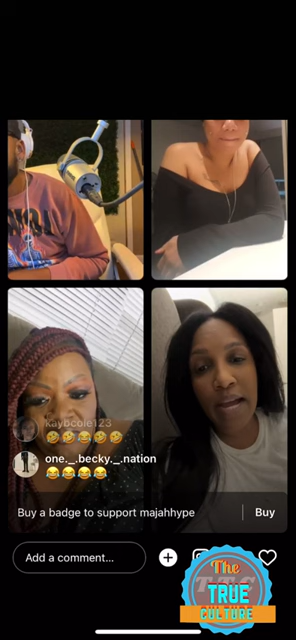 kaybcole123
🤣🤣😂🤣🤣
one._.becky._.nation
😂😂😂😂
Buy a badge to support majahhype
Buy
Add a comment...
The
TRUE
CULTURE